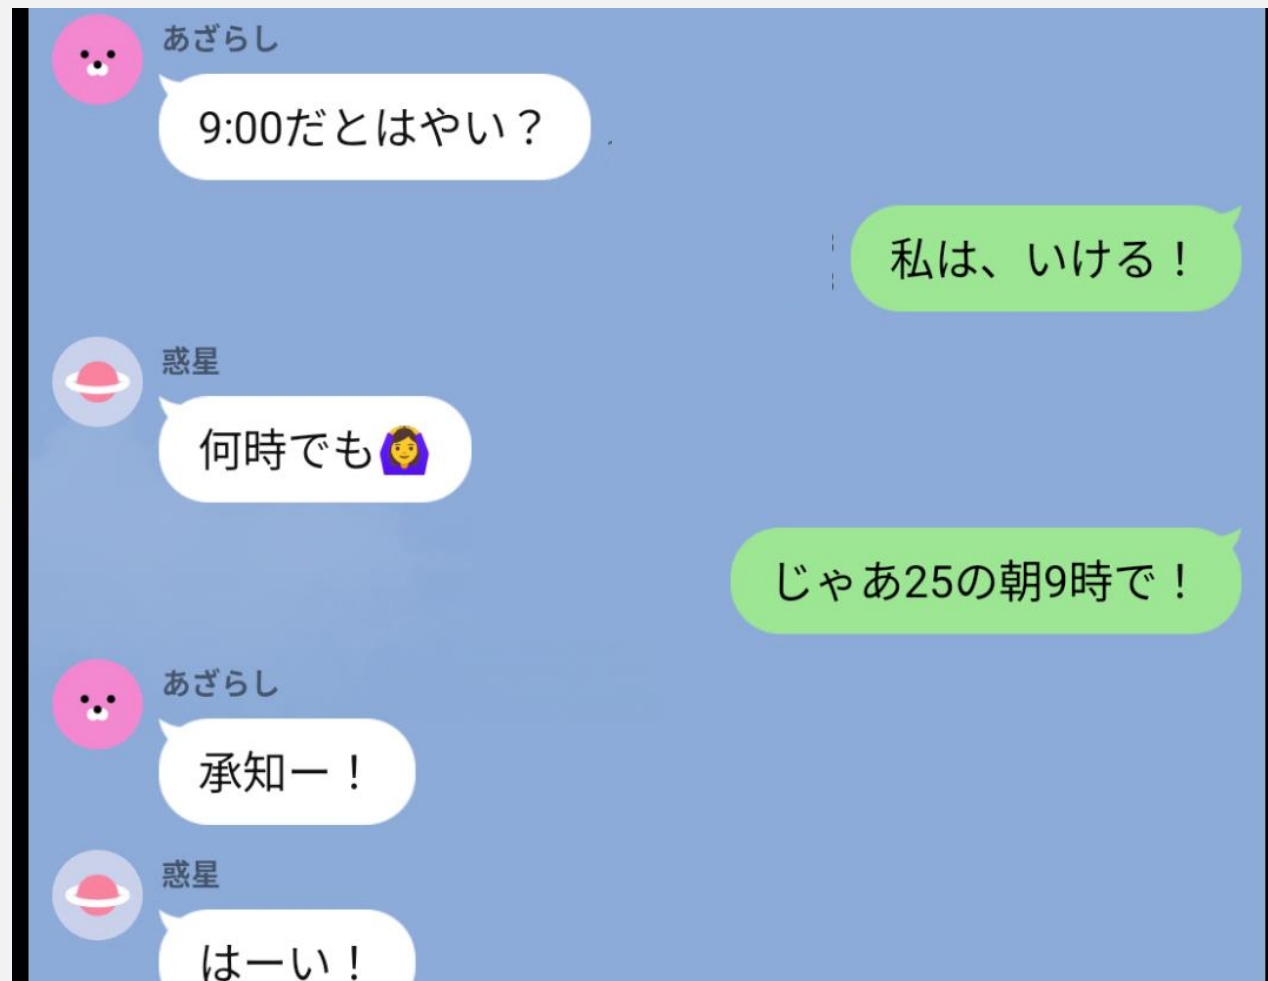 あざらし
9:00だとはやい？
私は、いける！
惑星
何時でも🙆‍♀️
じゃあ25の朝9時で！
あざらし
承知ー！
惑星
はーい！